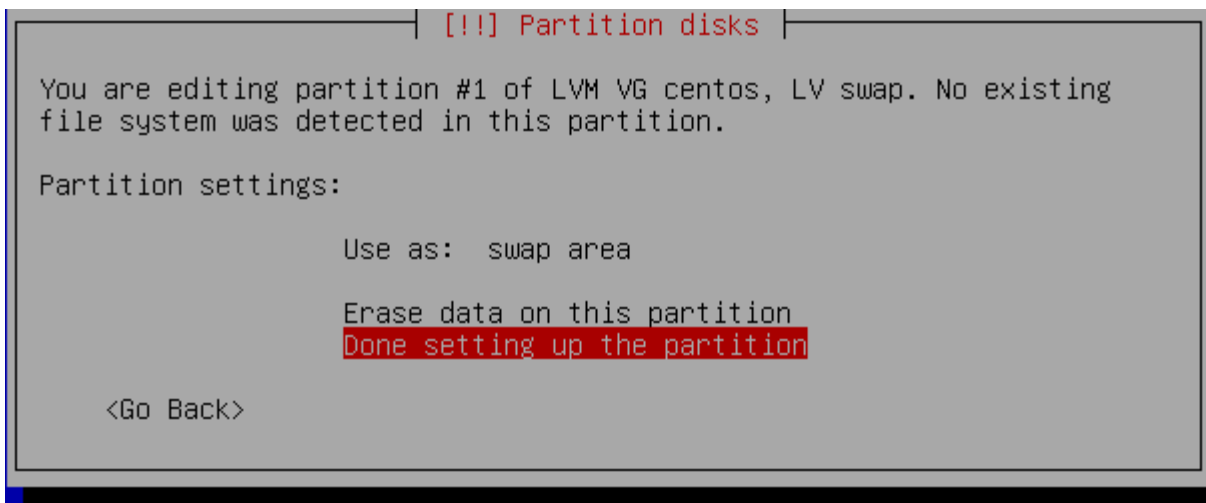 [!!] Partition disks
You are editing partition #1 of LVM VG centos, LV swap. No existing
file system was detected in this partition.
Partition settings:
Use as:  swap area
Erase data on this partition
Done setting up the partition
<Go Back>